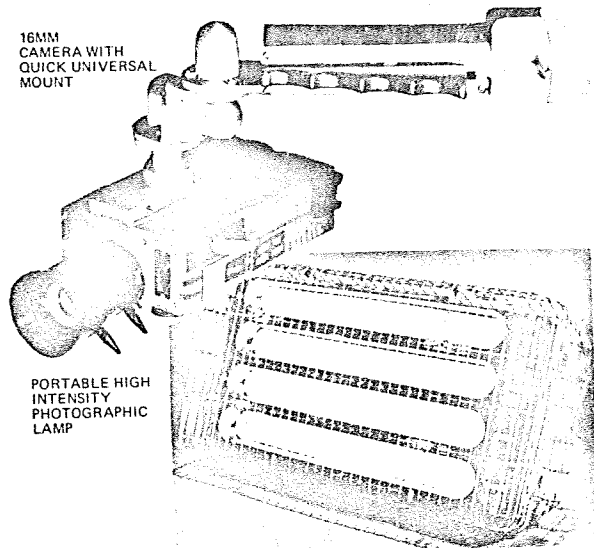 16MM
CAMERA WITH
QUICK UNIVERSAL
MOUNT
PORTABLE HIGH
INTENSITY
PHOTOGRAPHIC
LAMP